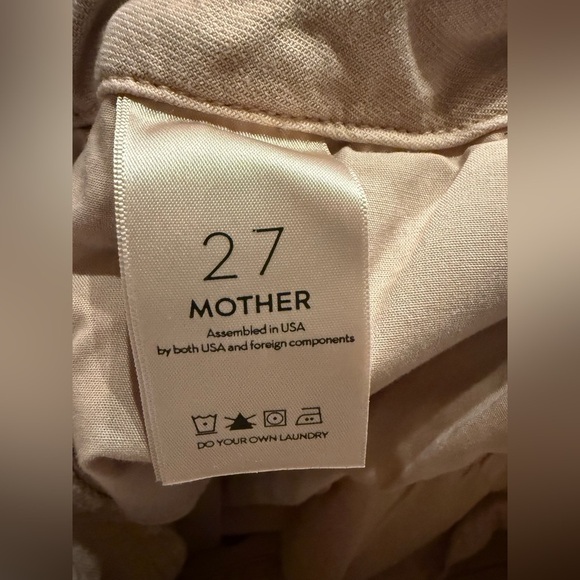 27
MOTHER
Assembled in USA
by both USA and foreign components
DO YOUR OWN LAUNDRY